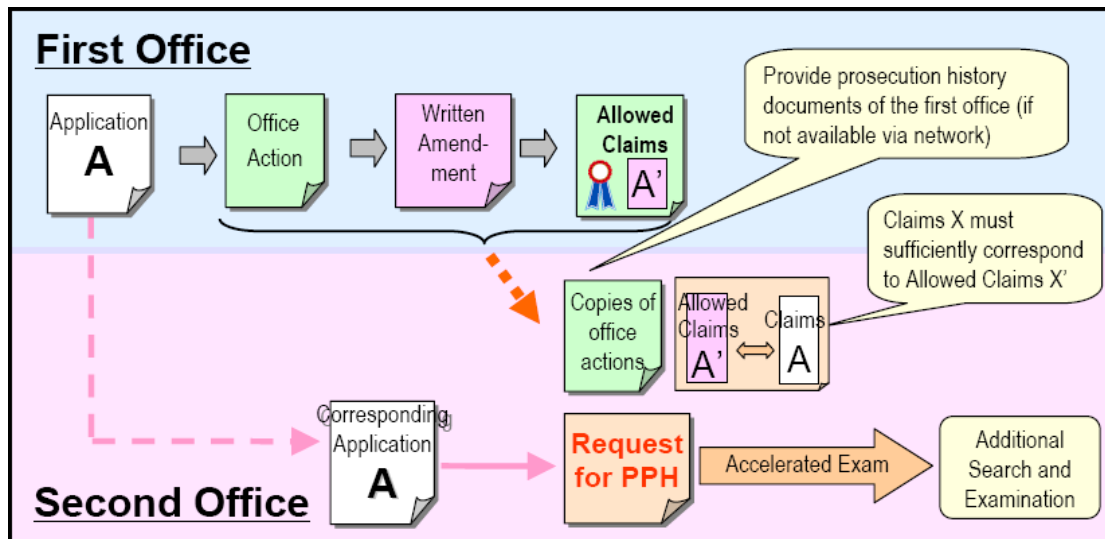 First Office
Application
A
Office
Action
Written
Amend-
ment
Allowed
Claims
A'
Provide prosecution history
documents of the first office (if
not available via network)
Claims X must
sufficiently correspond
to Allowed Claims X'
Copies of
office
actions
Allowed
Claims
A'
Claims
A
Corresponding
Application
A
Request
for PPH
Accelerated Exam
Additional
Search and
Examination
Second Office